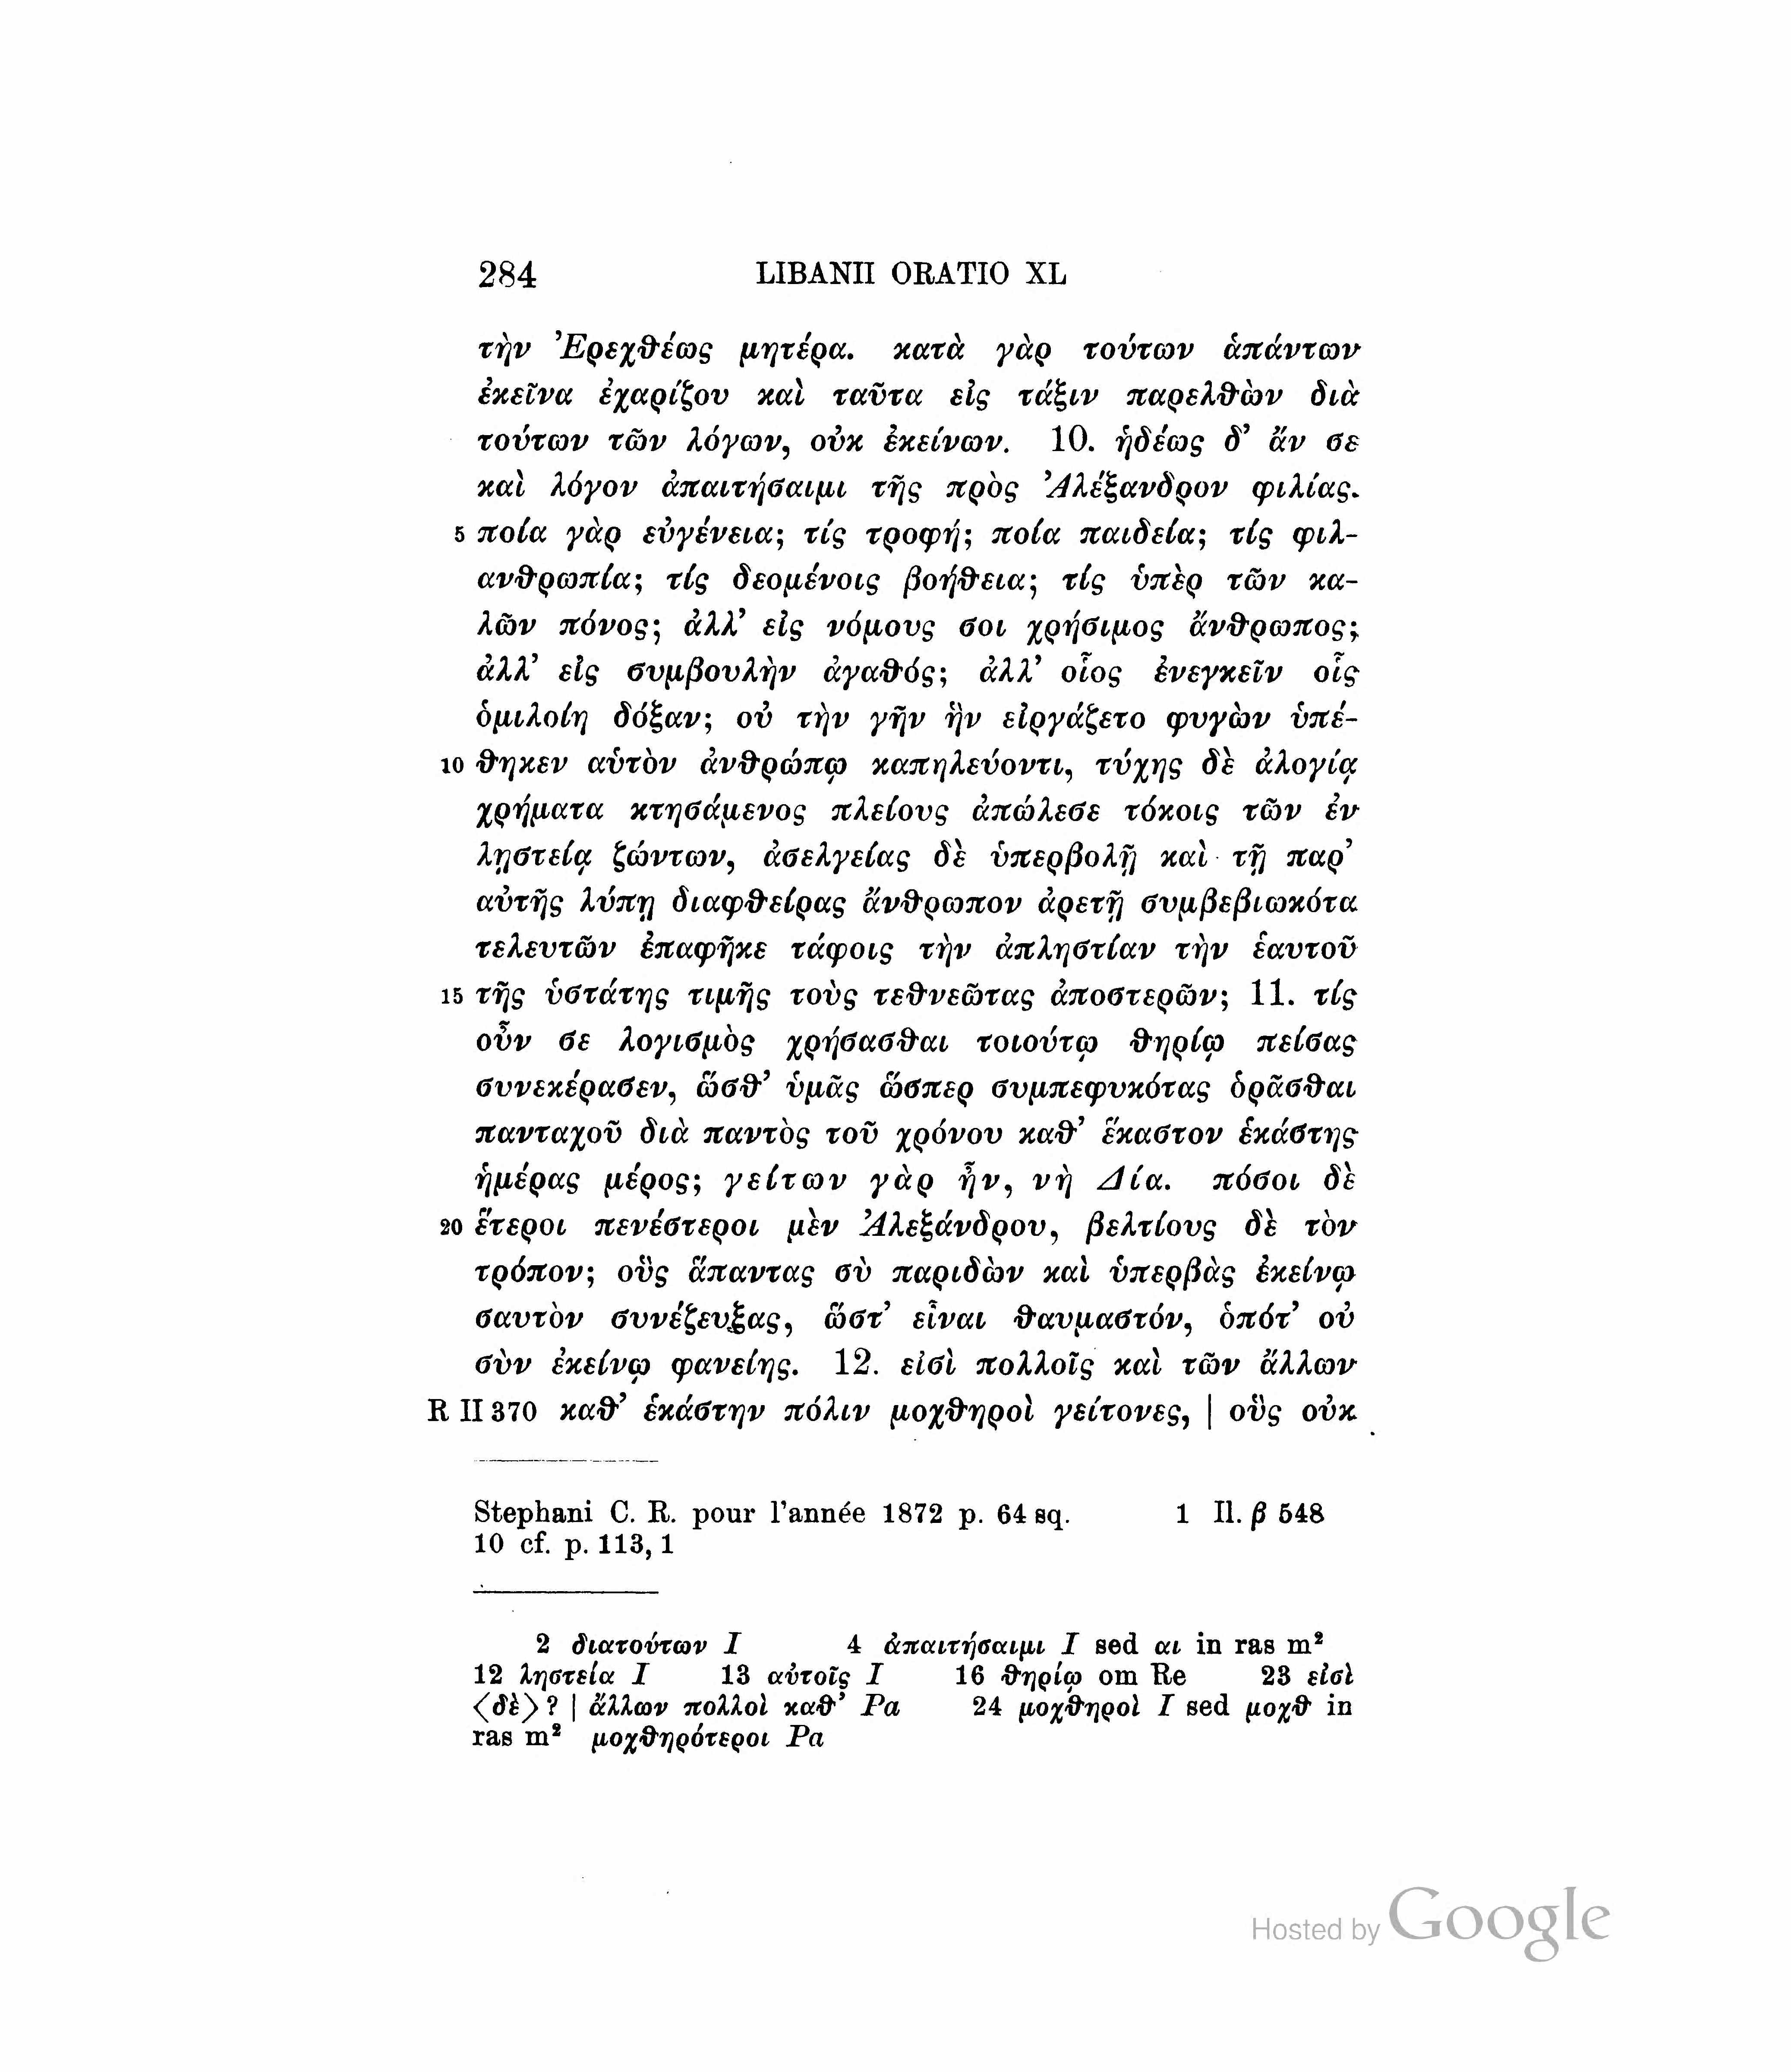 284 LIBANII ORATIO XL
τὴν Ἐρεχθέως μητέρα. κατὰ γὰρ τούτων ἁπάντων
ἐκεῖνα ἐχαρίζου καὶ ταῦτα εἰς τάξιν παρελθὼν διὰ
τούτων τῶν λόγων, οὐκ ἐκείνων. 10. ἡδέως δ’ ἄν σε
καὶ λόγον ἀπαιτήσαιμι τῆς πρὸς Ἀλέξανδρον φιλίας.
5 ποία γὰρ εὐγένεια; τίς τροφή; ποία παιδεία; τίς φιλ-
ανθρωπία; τίς δεομένοις βοήθεια; τίς ὑπὲρ τῶν κα-
λῶν πόνος; ἀλλ’ εἰς νόμους σοι χρήσιμος ἄνθρωπος;
ἀλλ’ εἰς συμβουλὴν ἀγαθός; ἀλλ’ οἷος ἐνεγκεῖν οἷς
ὁμιλοίη δόξαν; οὐ τὴν γῆν ἣν εἰργάζετο φυγὼν ὑπέ-
10 θηκεν αὑτὸν ἀνθρώπῳ καπηλεύοντι, τύχης δὲ ἀλογίᾳ
χρήματα κτησάμενος πλείους ἀπώλεσε τόκοις τῶν ἐν
λῃστείᾳ ζώντων, ἀσελγείας δὲ ὑπερβολῇ καὶ τῇ παρ’
αὐτῆς λύπῃ διαφθείρας ἄνθρωπον ἀρετῇ συμβεβιωκότα
τελευτῶν ἐπαφῆκε τάφοις τὴν ἀπληστίαν τὴν ἑαυτοῦ
15 τῆς ὑστάτης τιμῆς τοὺς τεθνεῶτας ἀποστερῶν; 11. τίς
οὖν σε λογισμὸς χρήσασθαι τοιούτῳ θηρίῳ πείσας
συνεκέρασεν, ὥσθ’ ὑμᾶς ὥσπερ συμπεφυκότας ὁρᾶσθαι
πανταχοῦ διὰ παντὸς τοῦ χρόνου καθ’ ἕκαστον ἑκάστης
ἡμέρας μέρος; γείτων γὰρ ἦν, νὴ Δία. πόσοι δὲ
20 ἕτεροι πενέστεροι μὲν Ἀλεξάνδρου, βελτίους δὲ τὸν
τρόπον; οὓς ἅπαντας σὺ παριδὼν καὶ ὑπερβὰς ἐκείνῳ
σαυτὸν συνέζευξας, ὥστ’ εἶναι θαυμαστόν, ὁπότ’ οὐ
σὺν ἐκείνῳ φανείης. 12. εἰσὶ πολλοῖς καὶ τῶν ἄλλων
R II 370 καθ’ ἑκάστην πόλιν μοχθηροὶ γείτονες, | οὓς οὐκ
Stephani C. R. pour l’année 1872 p. 64 sq. 1 Il. β 548
10 cf. p. 113, 1
2 διατούτων I 4 ἀπαιτήσαιμι I sed αι in ras m²
12 ληστεία I 13 αὐτοῖς I 16 θηρίῳ om Re 23 εἰσὶ
⟨δὲ⟩? | ἄλλων πολλοὶ καθ’ Pa 24 μοχθηροὶ I sed μοχθ in
ras m² μοχθηρότεροι Pa
Hosted by Google